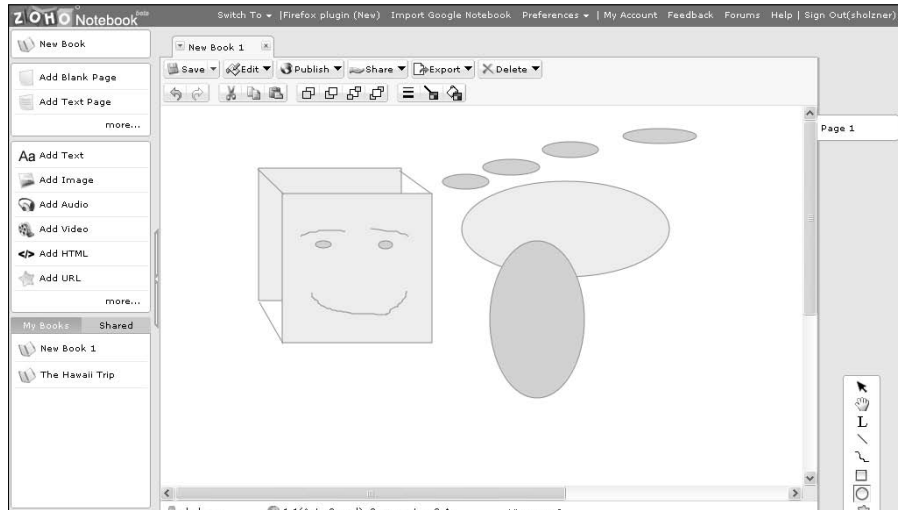 ZOHO Notebook beta
Switch To | Firefox plugin (New) Import Google Notebook Preferences | My Account Feedback Forums Help | Sign Out(sholzner)
New Book
Add Blank Page
Add Text Page
more...
Aa Add Text
Add Image
Add Audio
Add Video
</> Add HTML
Add URL
more...
My Books Shared
New Book 1
The Hawaii Trip
New Book 1
Save Edit Publish Share Export Delete
Page 1
L